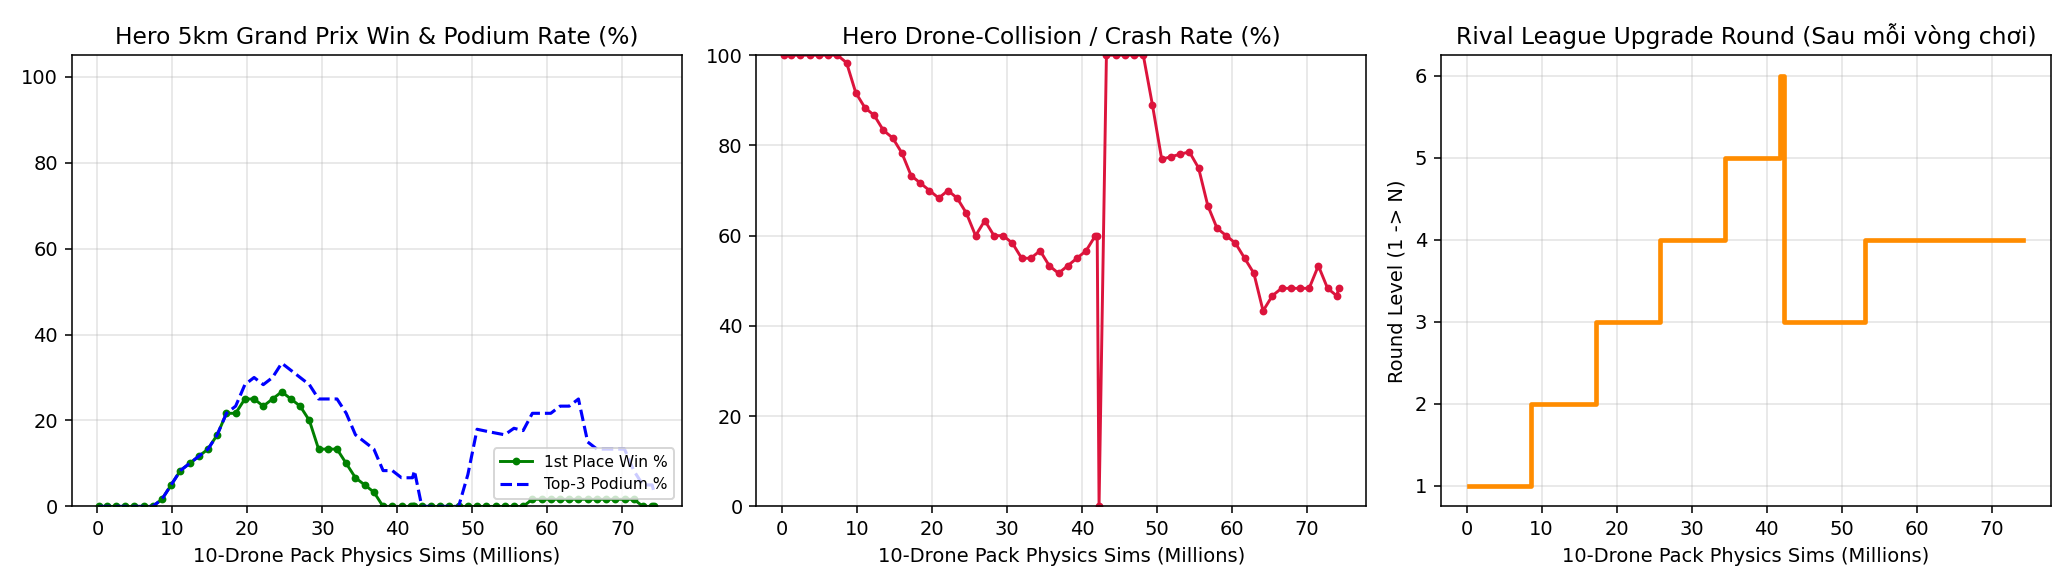 Hero 5km Grand Prix Win & Podium Rate (%)
100
80
60
40
20
0
0 10 20 30 40 50 60 70
10-Drone Pack Physics Sims (Millions)
1st Place Win %
Top-3 Podium %
Hero Drone-Collision / Crash Rate (%)
100
80
60
40
20
0
0 10 20 30 40 50 60 70
10-Drone Pack Physics Sims (Millions)
Rival League Upgrade Round (Sau mỗi vòng chơi)
Round Level (1 -> N)
6
5
4
3
2
1
0 10 20 30 40 50 60 70
10-Drone Pack Physics Sims (Millions)